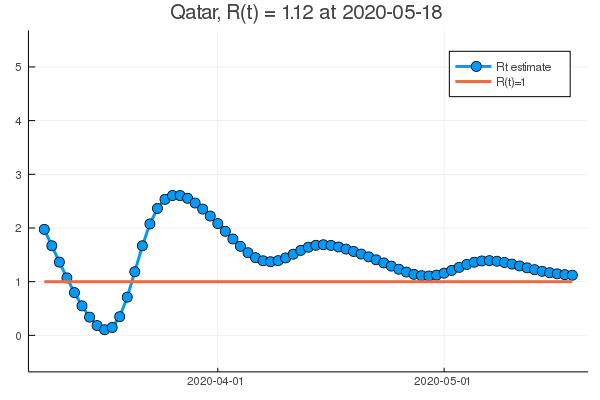 Qatar, R(t) = 1.12 at 2020-05-18
5
4
3
2
1
0
Rt estimate
R(t)=1
2020-04-01
2020-05-01